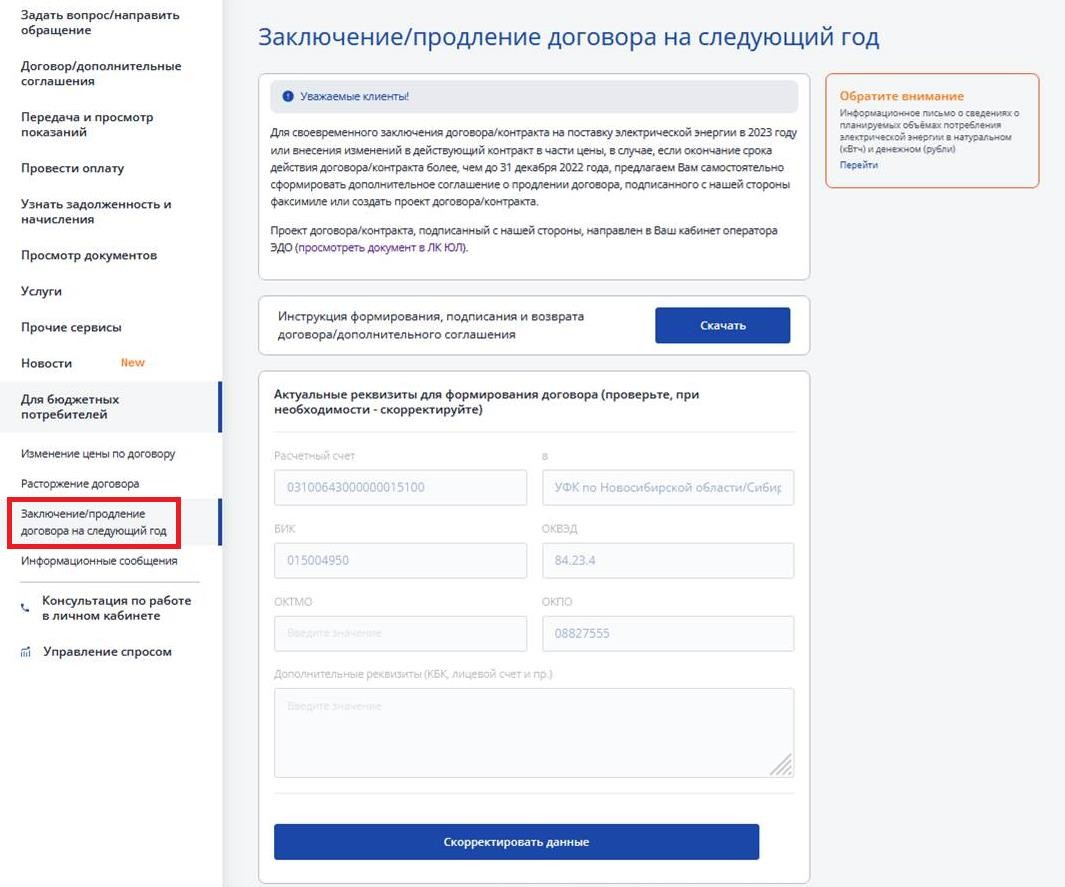 Задать вопрос/направить
обращение
Договор/дополнительные
соглашения
Передача и просмотр
показаний
Провести оплату
Узнать задолженность и
начисления
Просмотр документов
Услуги
Прочие сервисы
Новости New
Для бюджетных
потребителей
Изменение цены по договору
Расторжение договора
Заключение/продление
договора на следующий год
Информационные сообщения
Консультация по работе
в личном кабинете
Управление спросом
Заключение/продление договора на следующий год
Уважаемые клиенты!
Для своевременного заключения договора/контракта на поставку электрической энергии в 2023 году
или внесения изменений в действующий контракт в части цены, в случае, если окончание срока
действия договора/контракта более, чем до 31 декабря 2022 года, предлагаем Вам самостоятельно
сформировать дополнительное соглашение о продлении договора, подписанного с нашей стороны
факсимиле или создать проект договора/контракта.
Проект договора/контракта, подписанный с нашей стороны, направлен в Ваш кабинет оператора
ЭДО (просмотреть документ в ЛК ЮЛ).
Инструкция формирования, подписания и возврата
договора/дополнительного соглашения
Скачать
Актуальные реквизиты для формирования договора (проверьте, при
необходимости - скорректируйте)
Расчетный счет в
03100643000000015100 УФК по Новосибирской области/Сибир
БИК ОКВЭД
015004950 84.23.4
ОКТМО ОКПО
Введите значение 08827555
Дополнительные реквизиты (КБК, лицевой счет и пр.)
Введите значение
Скорректировать данные
Обратите внимание
Информационное письмо о сведениях о
планируемых объёмах потребления
электрической энергии в натуральном
(кВтч) и денежном (рубли)
Перейти